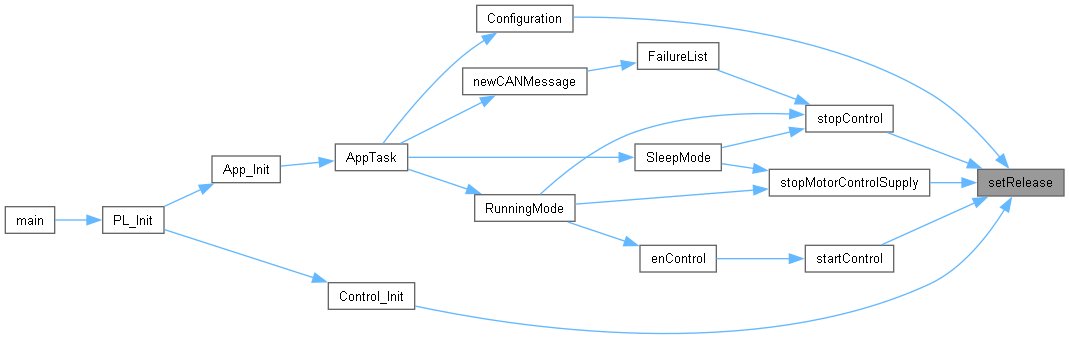 Configuration
FailureList
newCANMessage
stopControl
AppTask
SleepMode
App_Init
stopMotorControlSupply
setRelease
RunningMode
main
PL_Init
enControl
startControl
Control_Init